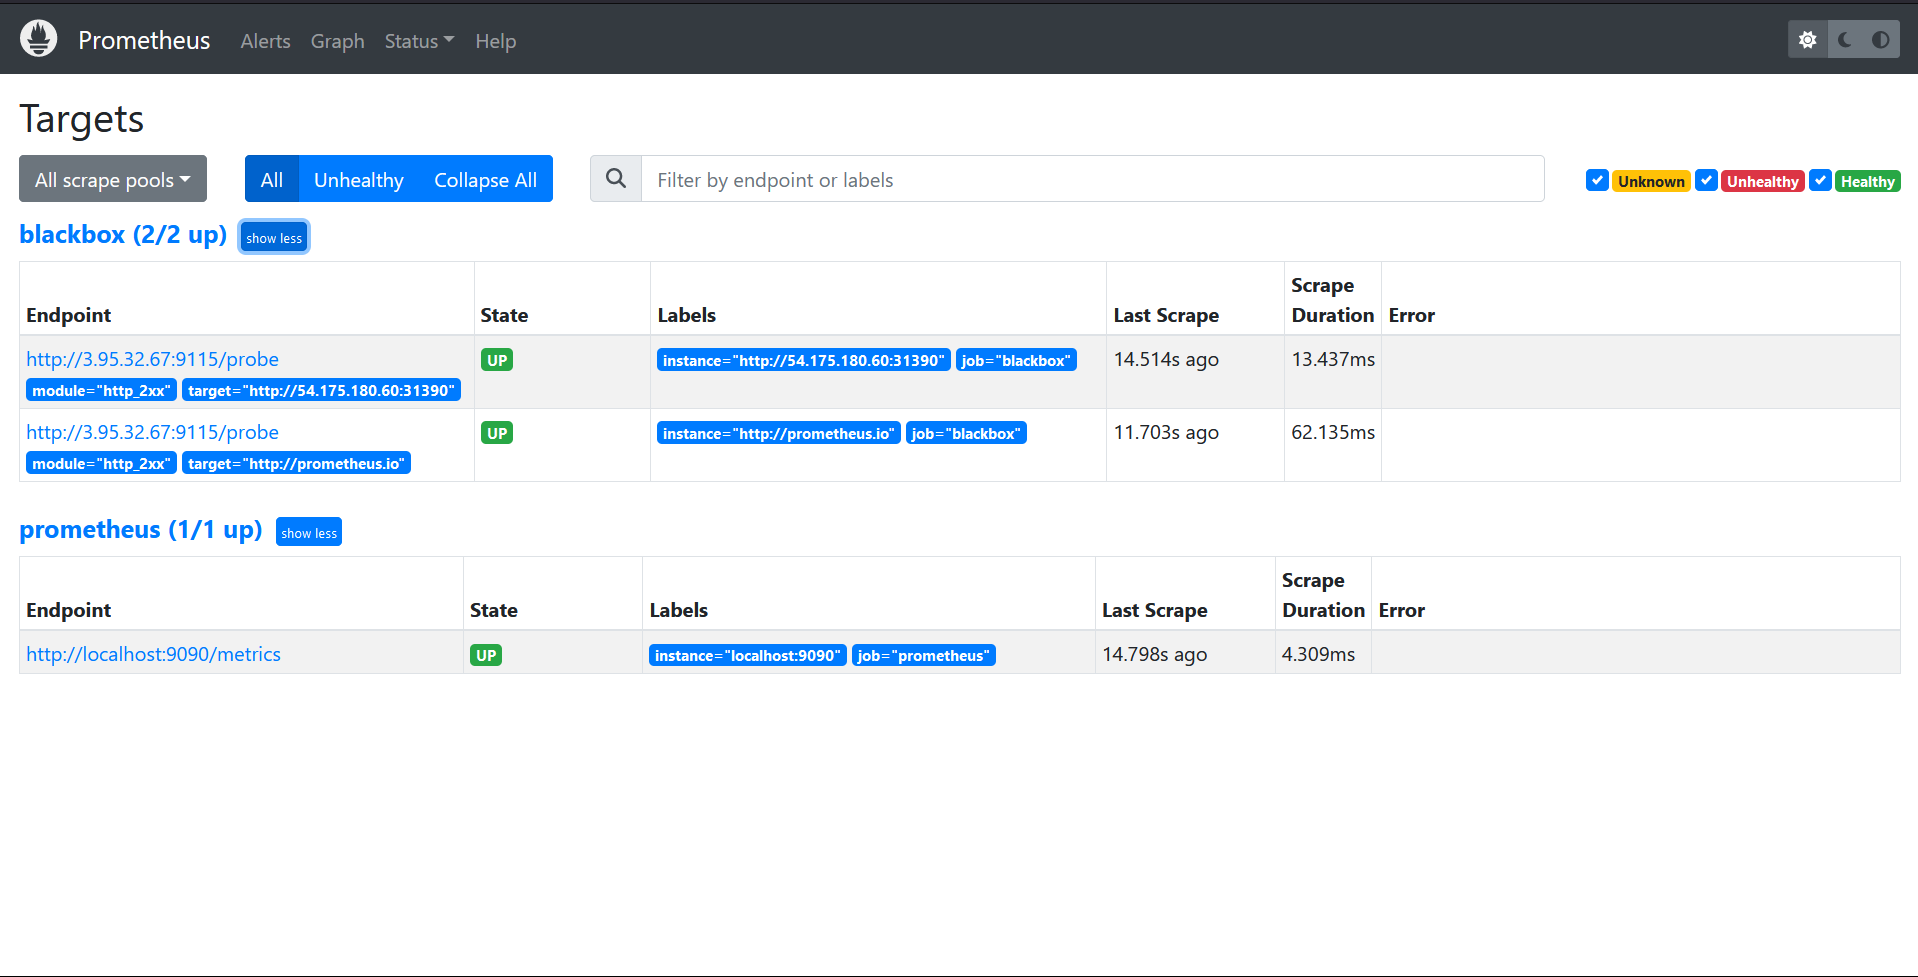 Prometheus Alerts Graph Status Help
Targets
All scrape pools All Unhealthy Collapse All Filter by endpoint or labels Unknown Unhealthy Healthy
blackbox (2/2 up) show less
Endpoint State Labels Last Scrape Scrape Duration Error
http://3.95.32.67:9115/probe UP instance="http://54.175.180.60:31390" job="blackbox" 14.514s ago 13.437ms
module="http_2xx" target="http://54.175.180.60:31390"
http://3.95.32.67:9115/probe UP instance="http://prometheus.io" job="blackbox" 11.703s ago 62.135ms
module="http_2xx" target="http://prometheus.io"
prometheus (1/1 up) show less
Endpoint State Labels Last Scrape Scrape Duration Error
http://localhost:9090/metrics UP instance="localhost:9090" job="prometheus" 14.798s ago 4.309ms